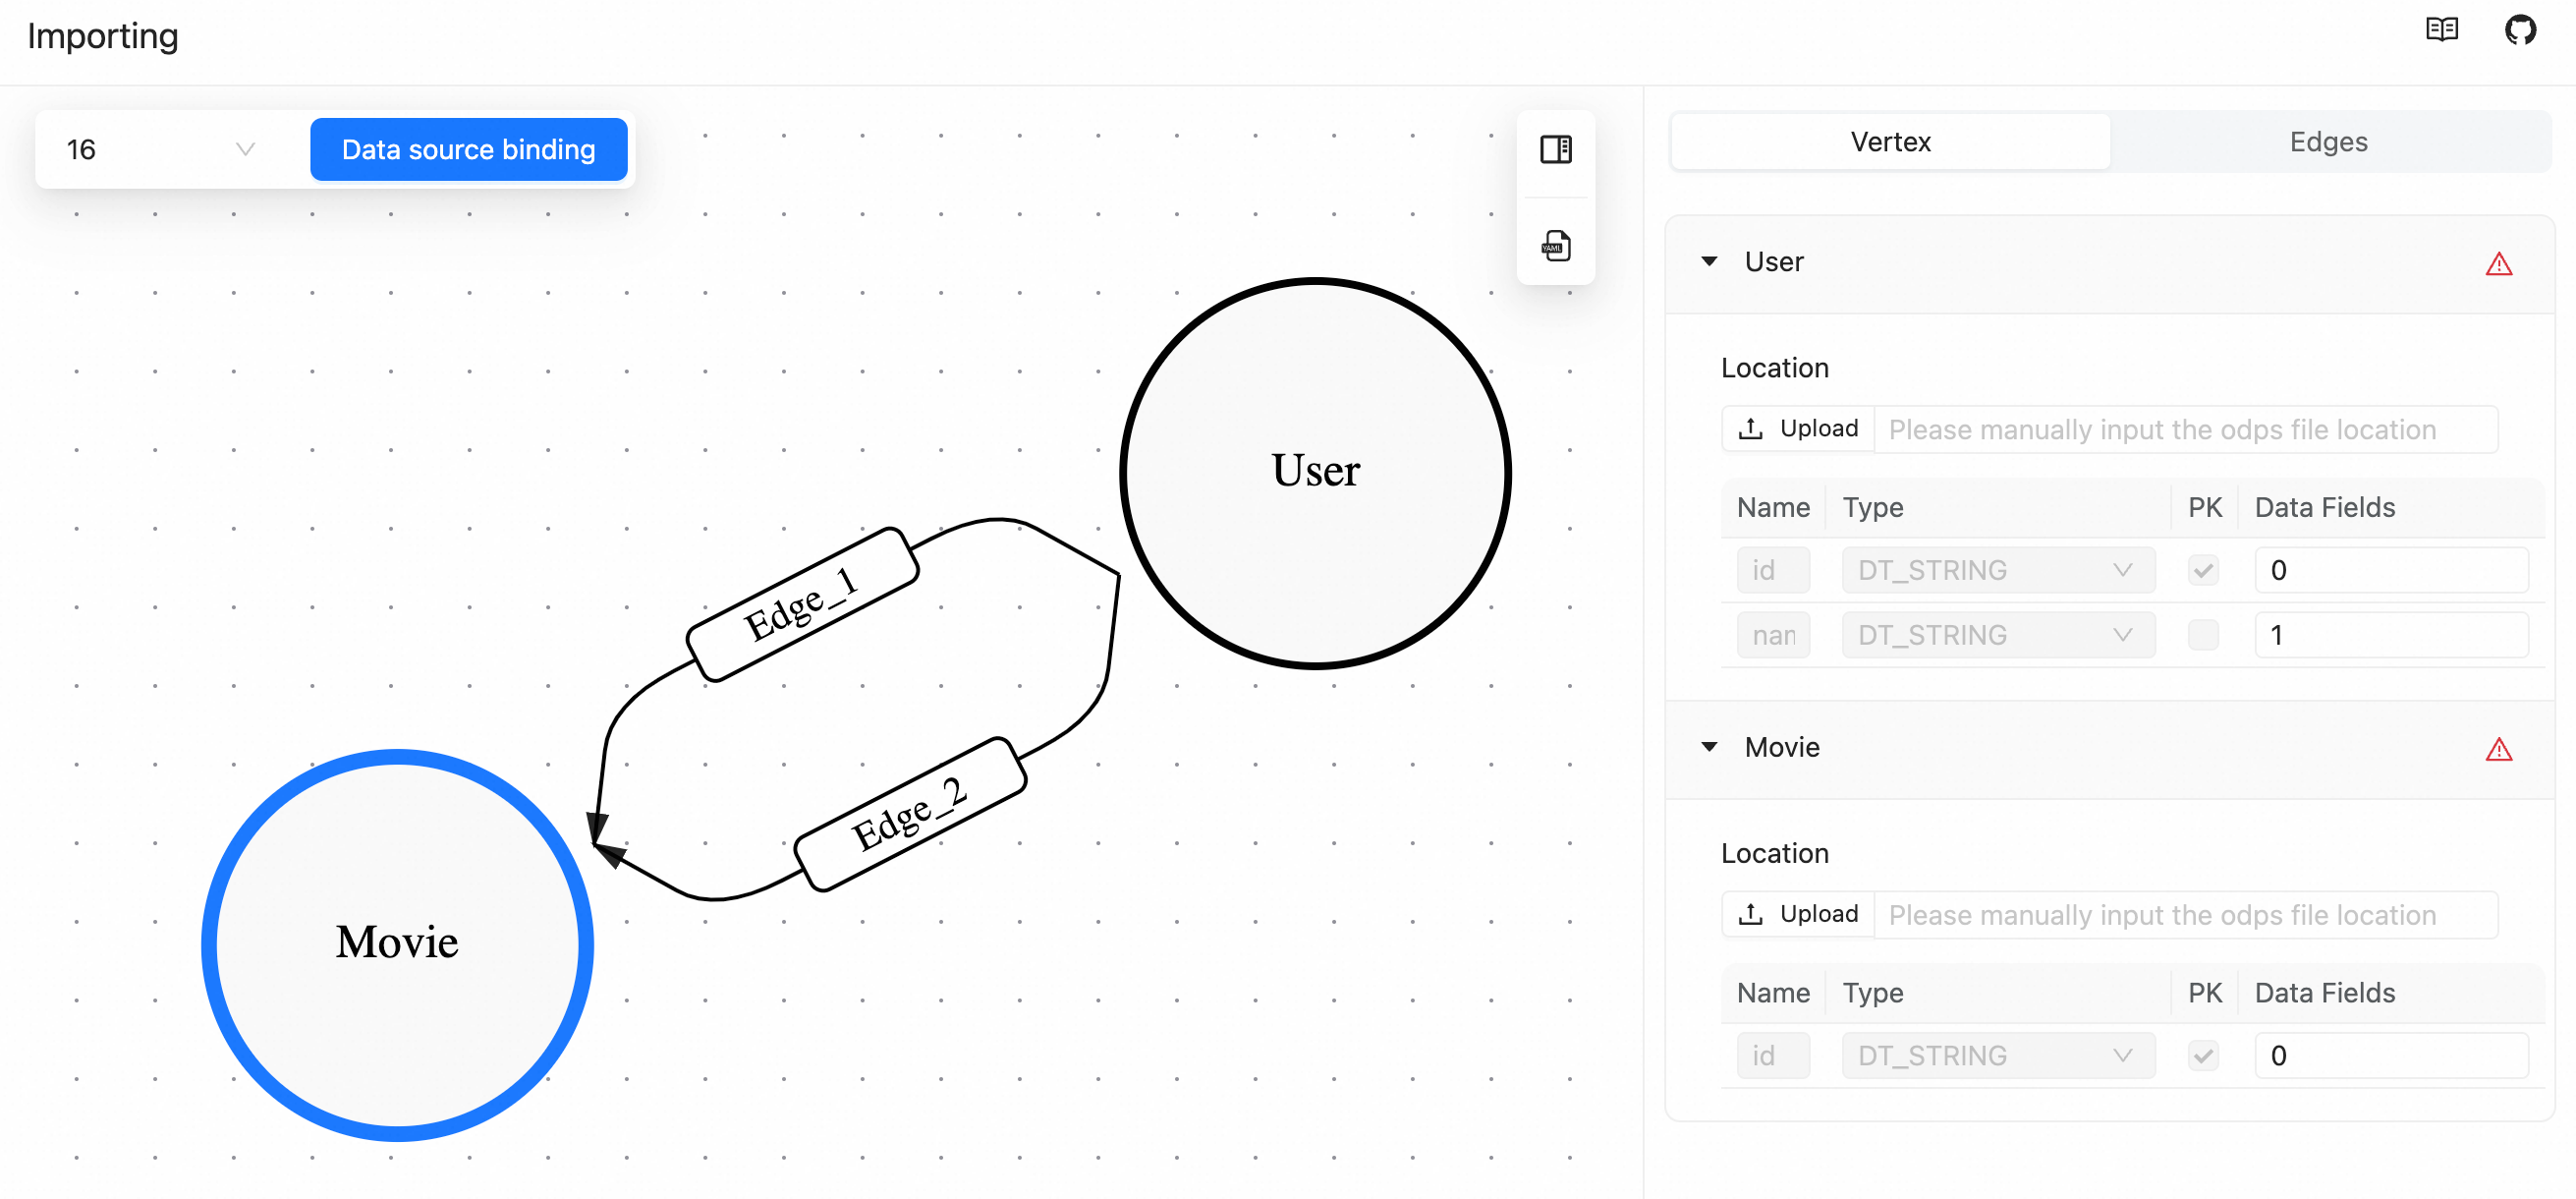 Importing
16
Data source binding
YAML
User
Edge_1
Edge_2
Movie
Vertex
Edges
User
Location
Upload
Please manually input the odps file location
Name Type PK Data Fields
id DT_STRING 0
nan DT_STRING 1
Movie
Location
Upload
Please manually input the odps file location
Name Type PK Data Fields
id DT_STRING 0